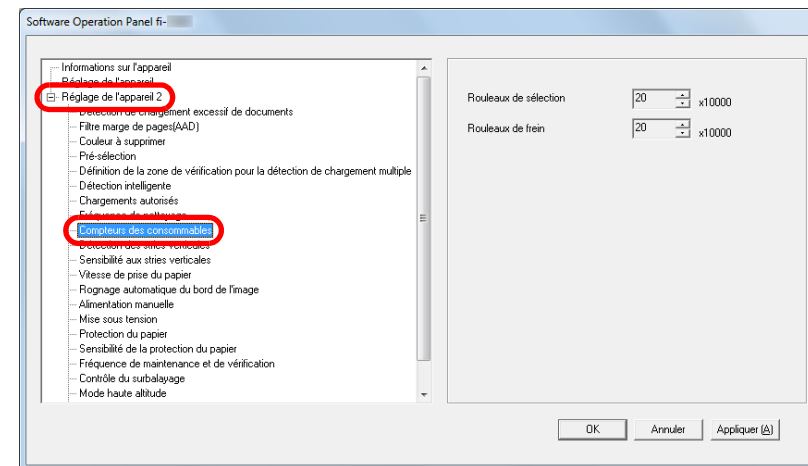 Software Operation Panel fi-
Informations sur l'appareil
Réglage de l'appareil
Réglage de l'appareil 2
Détection de chargement excessif de documents
Filtre marge de pages(AAD)
Couleur à supprimer
Pré-sélection
Définition de la zone de vérification pour la détection de chargement multiple
Détection intelligente
Chargements autorisés
Fréquence de nettoyage
Compteurs des consommables
Détection des stries verticales
Sensibilité aux stries verticales
Vitesse de prise du papier
Rognage automatique du bord de l'image
Alimentation manuelle
Mise sous tension
Protection du papier
Sensibilité de la protection du papier
Fréquence de maintenance et de vérification
Contrôle du surbalayage
Mode haute altitude
Rouleaux de sélection 20 x10000
Rouleaux de frein 20 x10000
OK Annuler Appliquer (A)